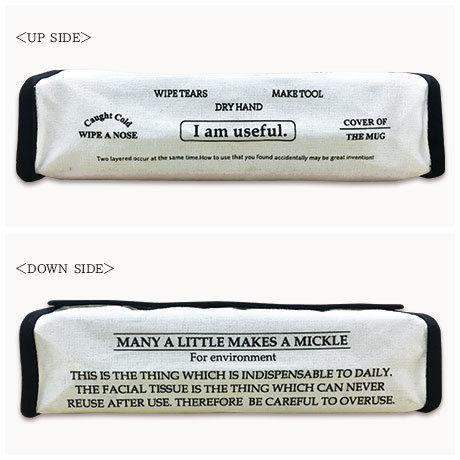 <UP SIDE>
WIPE TEARS MAKE TOOL
DRY HAND
Caught Cold
WIPE A NOSE
I am useful.
COVER OF
THE MUG
Two layered occur at the same time.How to use that you found accidentally may be great invention!
<DOWN SIDE>
MANY A LITTLE MAKES A MICKLE
For environment
THIS IS THE THING WHICH IS INDISPENSABLE TO DAILY.
THE FACIAL TISSUE IS THE THING WHICH CAN NEVER
REUSE AFTER USE. THEREFORE BE CAREFUL TO OVERUSE.